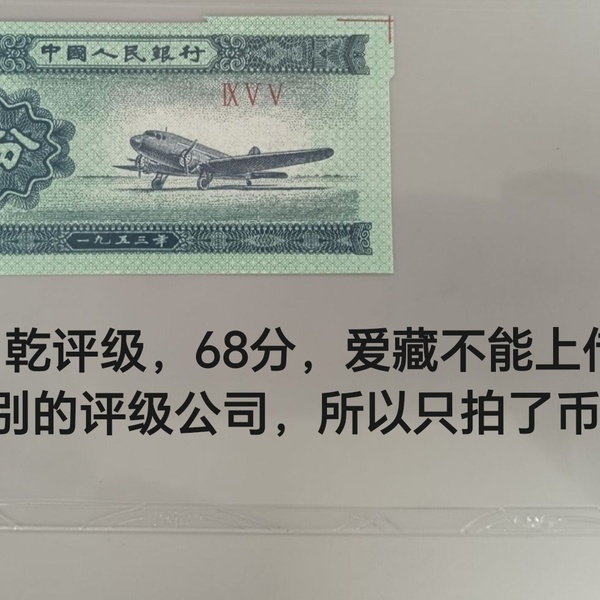 中國人民銀行
ⅨⅤⅤ
分
一九五三年
乾评级，68分，爱藏不能上传
别的评级公司，所以只拍了币